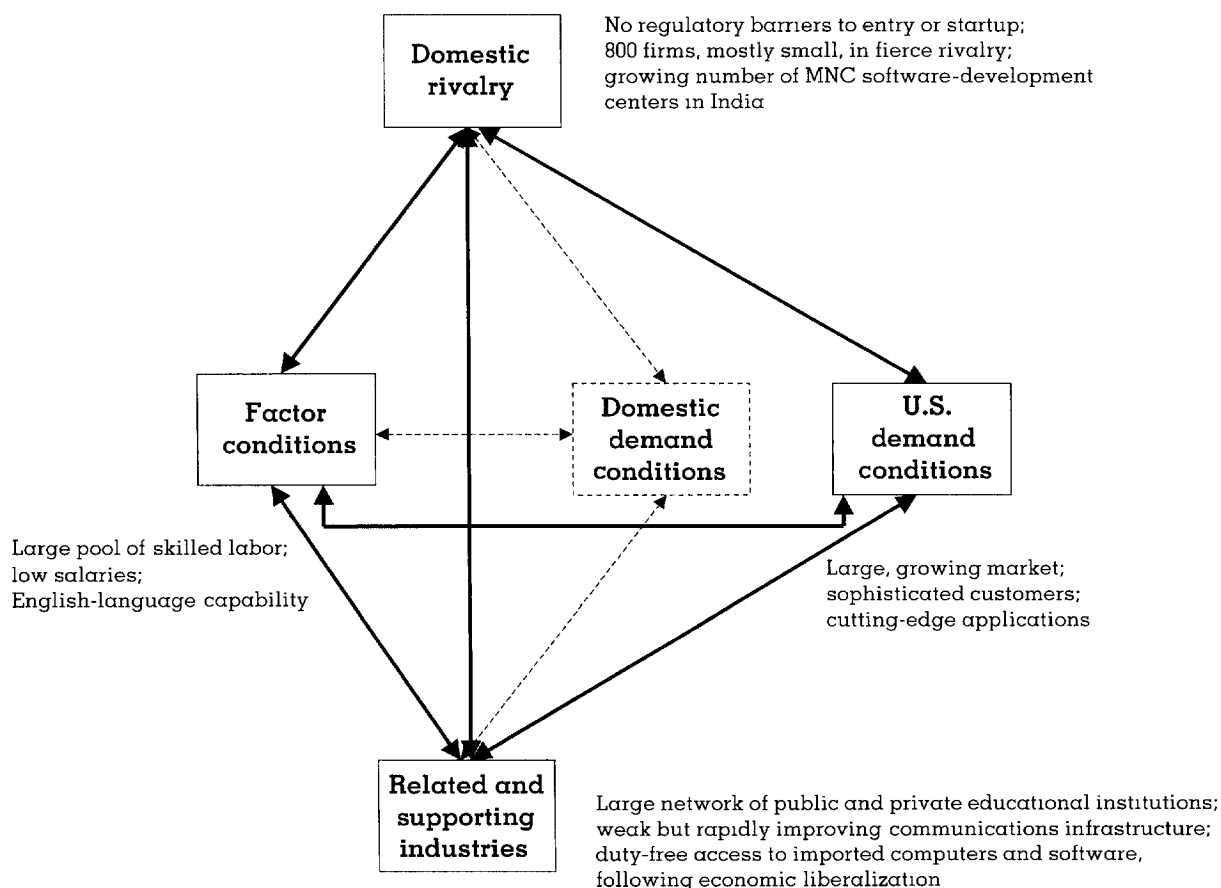 Domestic
rivalry
No regulatory barriers to entry or startup;
800 firms, mostly small, in fierce rivalry;
growing number of MNC software-development
centers in India
Factor
conditions
Domestic
demand
conditions
U.S.
demand
conditions
Large pool of skilled labor;
low salaries;
English-language capability
Large, growing market;
sophisticated customers;
cutting-edge applications
Related and
supporting
industries
Large network of public and private educational institutions;
weak but rapidly improving communications infrastructure;
duty-free access to imported computers and software,
following economic liberalization